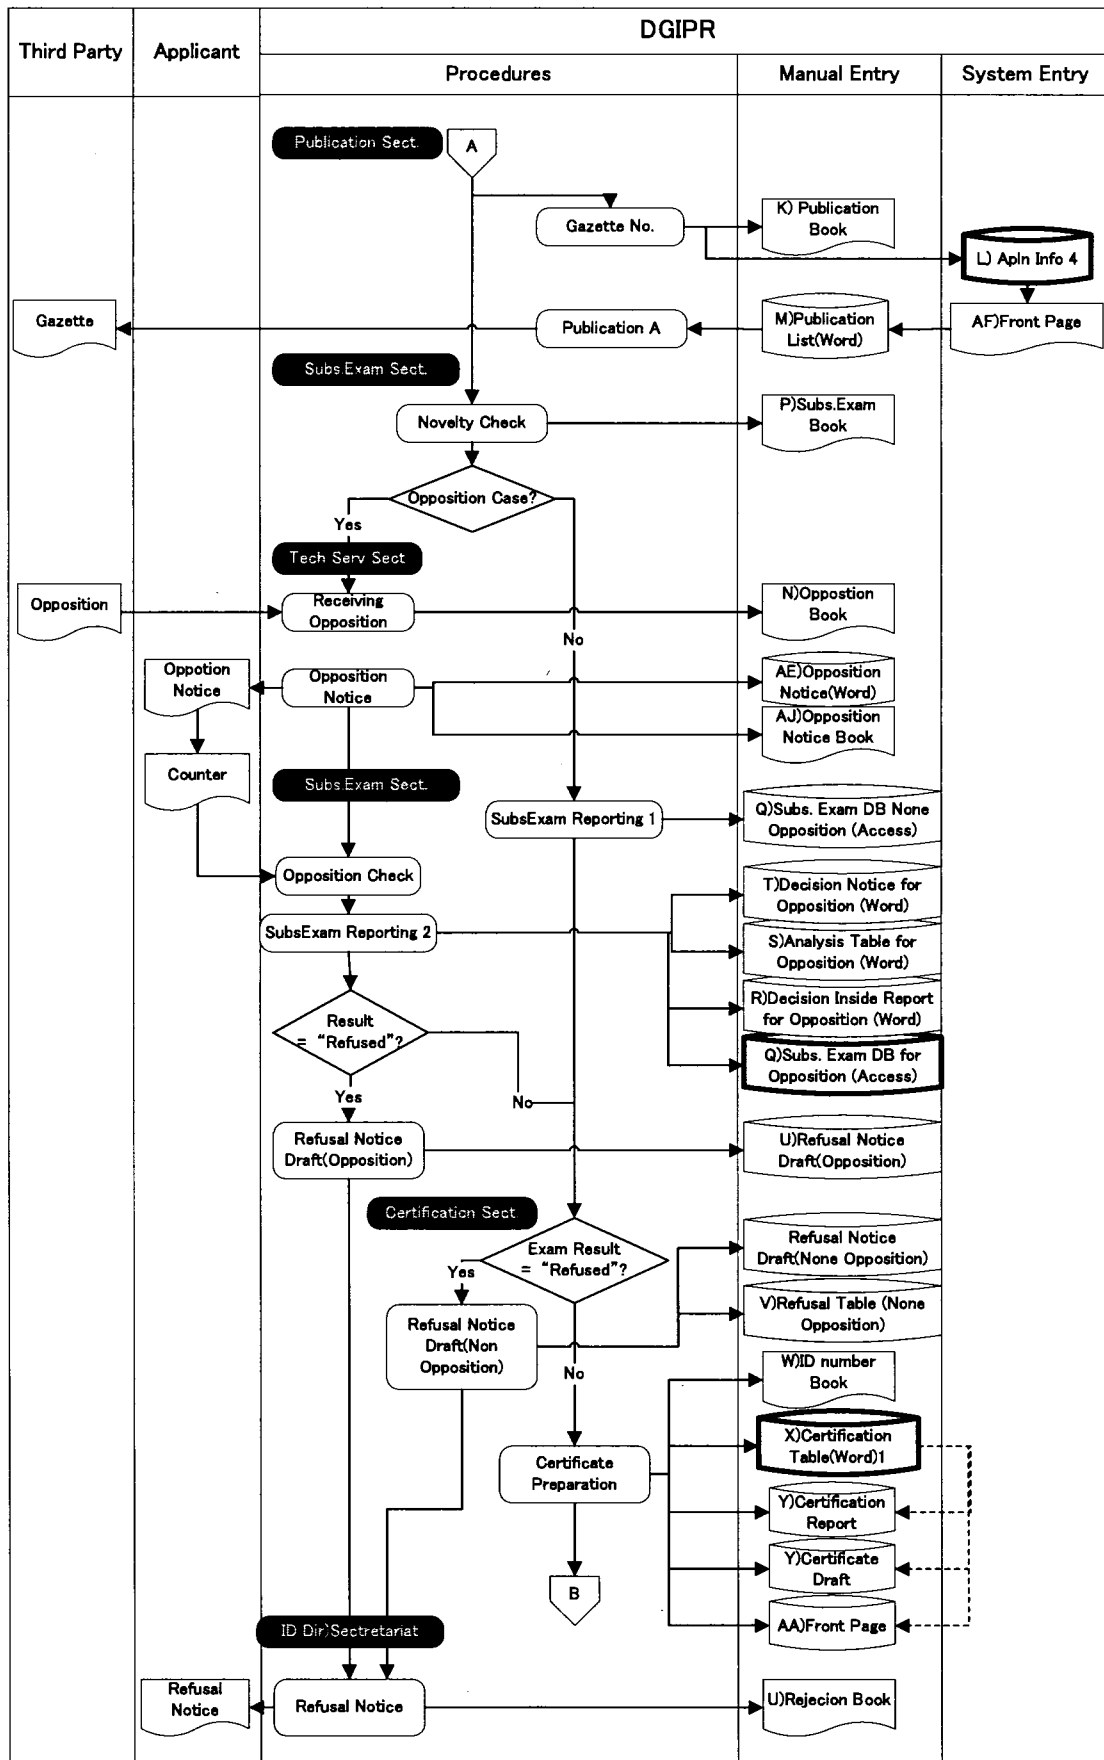 DGIPR
Third Party
Applicant
Procedures
Manual Entry
System Entry
Publication Sect.
A
Gazette No.
K) Publication
Book
L) Apln Info 4
Gazette
Publication A
M)Publication
List(Word)
AF)Front Page
Subs.Exam Sect.
Novelty Check
P)Subs.Exam
Book
Opposition Case?
Yes
Tech Serv Sect
Opposition
Receiving
Opposition
N)Oppostion
Book
No
Oppotion
Notice
Opposition
Notice
AE)Opposition
Notice(Word)
AJ)Opposition
Notice Book
Counter
Subs.Exam Sect.
SubsExam Reporting 1
Q)Subs. Exam DB None
Opposition (Access)
Opposition Check
T)Decision Notice for
Opposition (Word)
SubsExam Reporting 2
S)Analysis Table for
Opposition (Word)
R)Decision Inside Report
for Opposition (Word)
Result
= “Refused”?
Q)Subs. Exam DB for
Opposition (Access)
Yes
No
Refusal Notice
Draft(Opposition)
U)Refusal Notice
Draft(Opposition)
Certification Sect
Exam Result
= “Refused”?
Refusal Notice
Draft(None Opposition)
Yes
Refusal Notice
Draft(Non
Opposition)
V)Refusal Table (None
Opposition)
No
W)ID number
Book
Certificate
Preparation
X)Certification
Table(Word)1
Y)Certification
Report
Y)Certificate
Draft
B
AA)Front Page
ID Dir)Sectretariat
Refusal
Notice
Refusal Notice
U)Rejecion Book